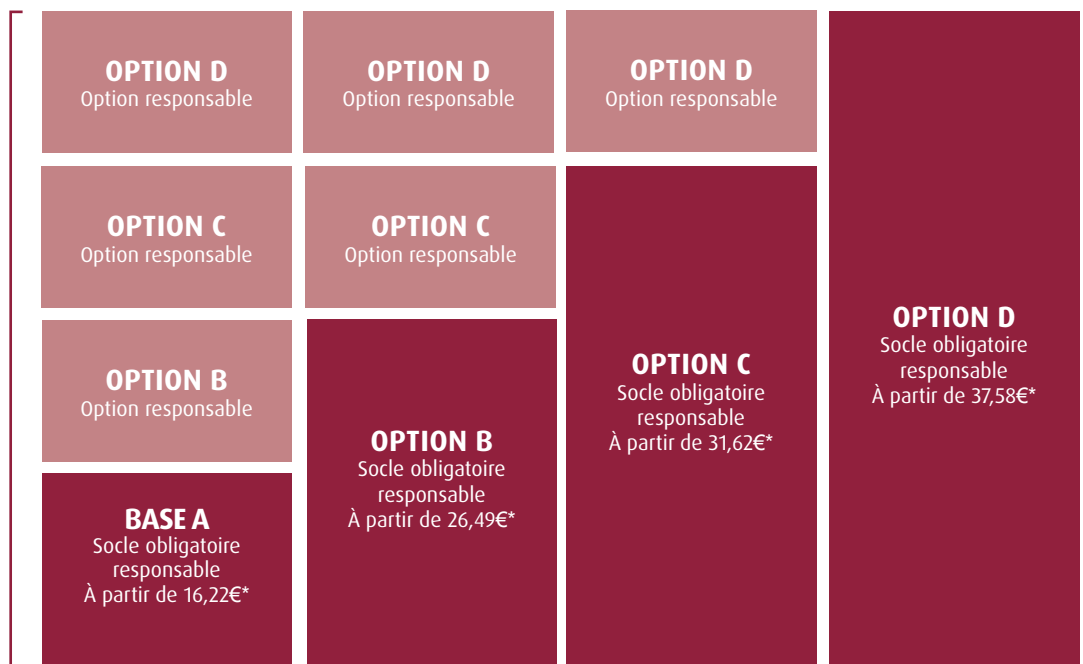 OPTION D
Option responsable
OPTION C
Option responsable
OPTION B
Option responsable
BASE A
Socle obligatoire
responsable
À partir de 16,22€*
OPTION D
Option responsable
OPTION C
Option responsable
OPTION B
Socle obligatoire
responsable
À partir de 26,49€*
OPTION D
Option responsable
OPTION C
Socle obligatoire
responsable
À partir de 31,62€*
OPTION D
Socle obligatoire
responsable
À partir de 37,58€*